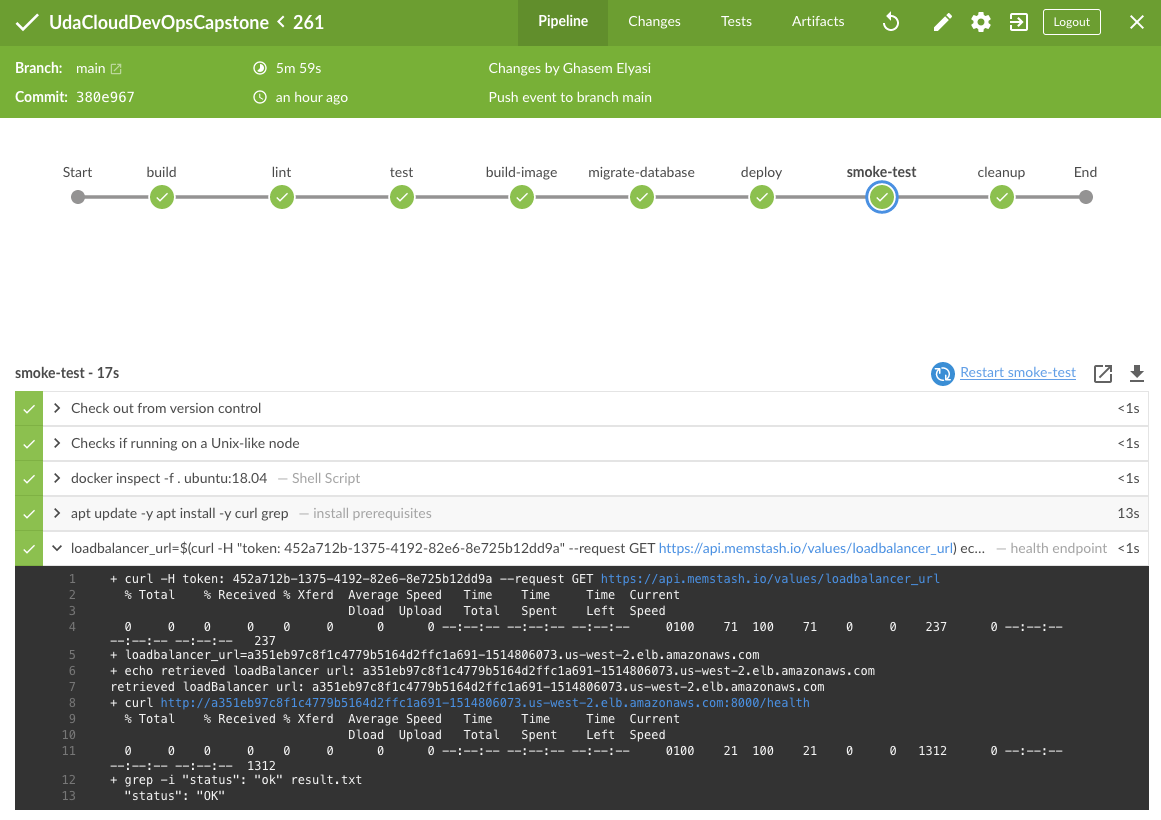 UdaCloudDevOpsCapstone < 261
Pipeline Changes Tests Artifacts Logout
Branch: main 5m 59s Changes by Ghasem Elyasi
Commit: 380e967 an hour ago Push event to branch main
Start build lint test build-image migrate-database deploy smoke-test cleanup End
smoke-test - 17s Restart smoke-test
Check out from version control <1s
Checks if running on a Unix-like node <1s
docker inspect -f . ubuntu:18.04 — Shell Script <1s
apt update -y apt install -y curl grep — install prerequisites 13s
loadbalancer_url=$(curl -H "token: 452a712b-1375-4192-82e6-8e725b12dd9a" --request GET https://api.memstash.io/values/loadbalancer_url) ec... — health endpoint <1s
1 + curl -H token: 452a712b-1375-4192-82e6-8e725b12dd9a --request GET https://api.memstash.io/values/loadbalancer_url
2 % Total % Received % Xferd Average Speed Time Time Time Current
3 Dload Upload Total Spent Left Speed
4 0 0 0 0 0 0 0 0 --:--:-- --:--:-- --:--:-- 0100 71 100 71 0 0 237 0 --:--:--
--:--:-- --:--:-- 237
5 + loadbalancer_url=a351eb97c8f1c4779b5164d2ffc1a691-1514806073.us-west-2.elb.amazonaws.com
6 + echo retrieved loadBalancer url: a351eb97c8f1c4779b5164d2ffc1a691-1514806073.us-west-2.elb.amazonaws.com
7 retrieved loadBalancer url: a351eb97c8f1c4779b5164d2ffc1a691-1514806073.us-west-2.elb.amazonaws.com
8 + curl http://a351eb97c8f1c4779b5164d2ffc1a691-1514806073.us-west-2.elb.amazonaws.com:8000/health
9 % Total % Received % Xferd Average Speed Time Time Time Current
10 Dload Upload Total Spent Left Speed
11 0 0 0 0 0 0 0 0 --:--:-- --:--:-- --:--:-- 0100 21 100 21 0 0 1312 0 --:--:--
--:--:-- --:--:-- 1312
12 + grep -i "status": "ok" result.txt
13 "status": "OK"